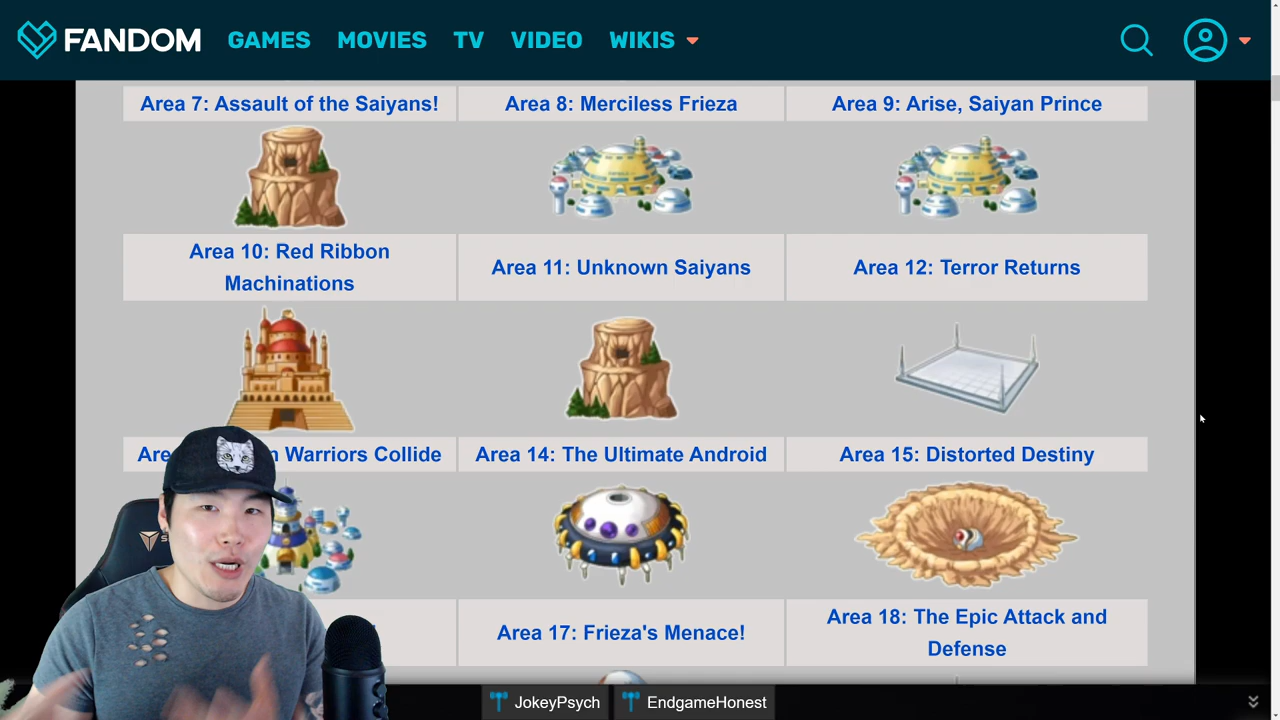 FANDOM GAMES MOVIES TV VIDEO WIKIS
Area 7: Assault of the Saiyans!
Area 8: Merciless Frieza
Area 9: Arise, Saiyan Prince
Area 10: Red Ribbon
Machinations
Area 11: Unknown Saiyans
Area 12: Terror Returns
Warriors Collide
Area 14: The Ultimate Android
Area 15: Distorted Destiny
Area 17: Frieza's Menace!
Area 18: The Epic Attack and
Defense
JokeyPsych
EndgameHonest